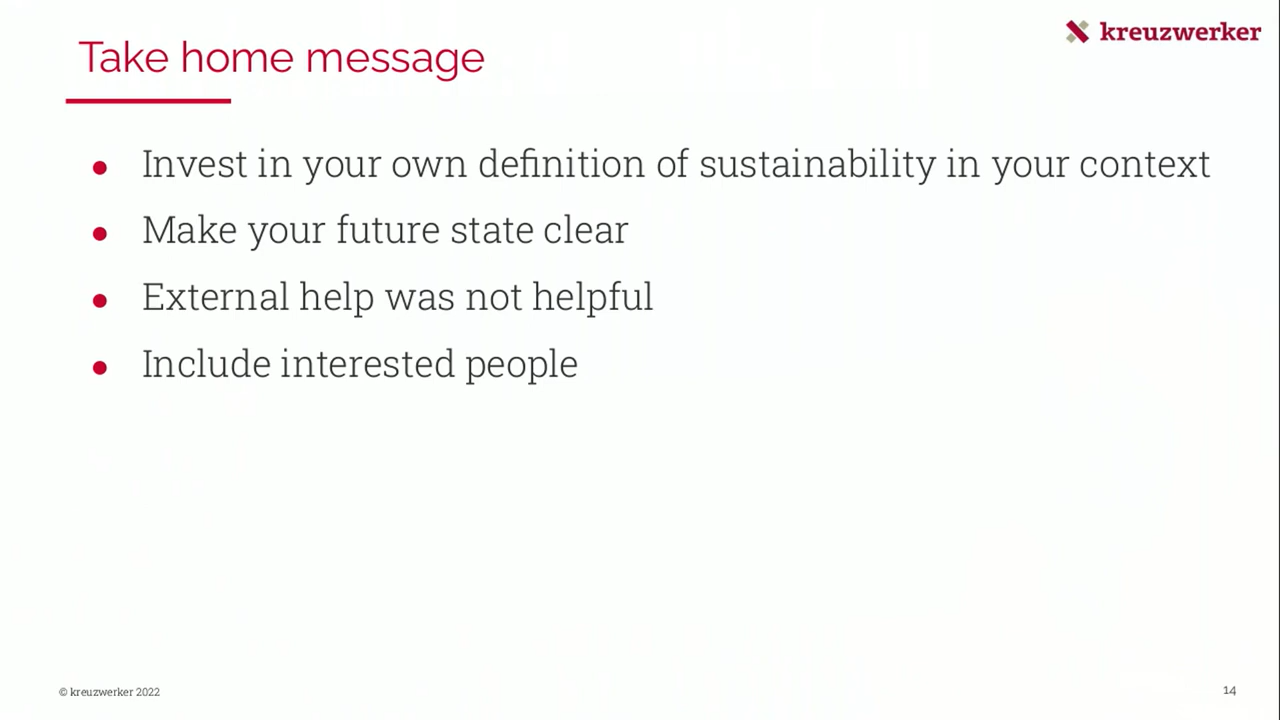 kreuzwerker
Take home message
● Invest in your own definition of sustainability in your context
● Make your future state clear
● External help was not helpful
● Include interested people
© kreuzwerker 2022
14